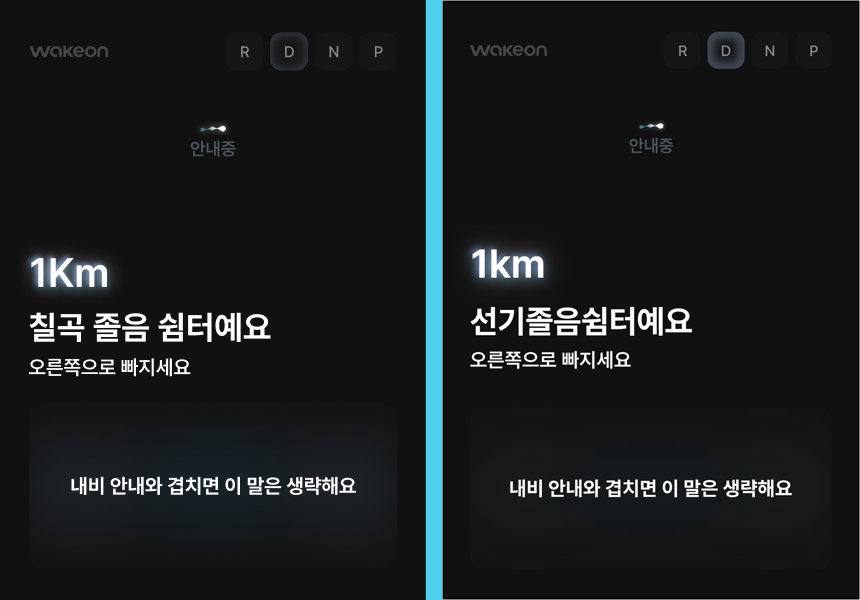 wakeon
R D N P
안내중
1Km
칠곡 졸음 쉼터예요
오른쪽으로 빠지세요
내비 안내와 겹치면 이 말은 생략해요
wakeon
R D N P
안내중
1km
선기졸음쉼터예요
오른쪽으로 빠지세요
내비 안내와 겹치면 이 말은 생략해요